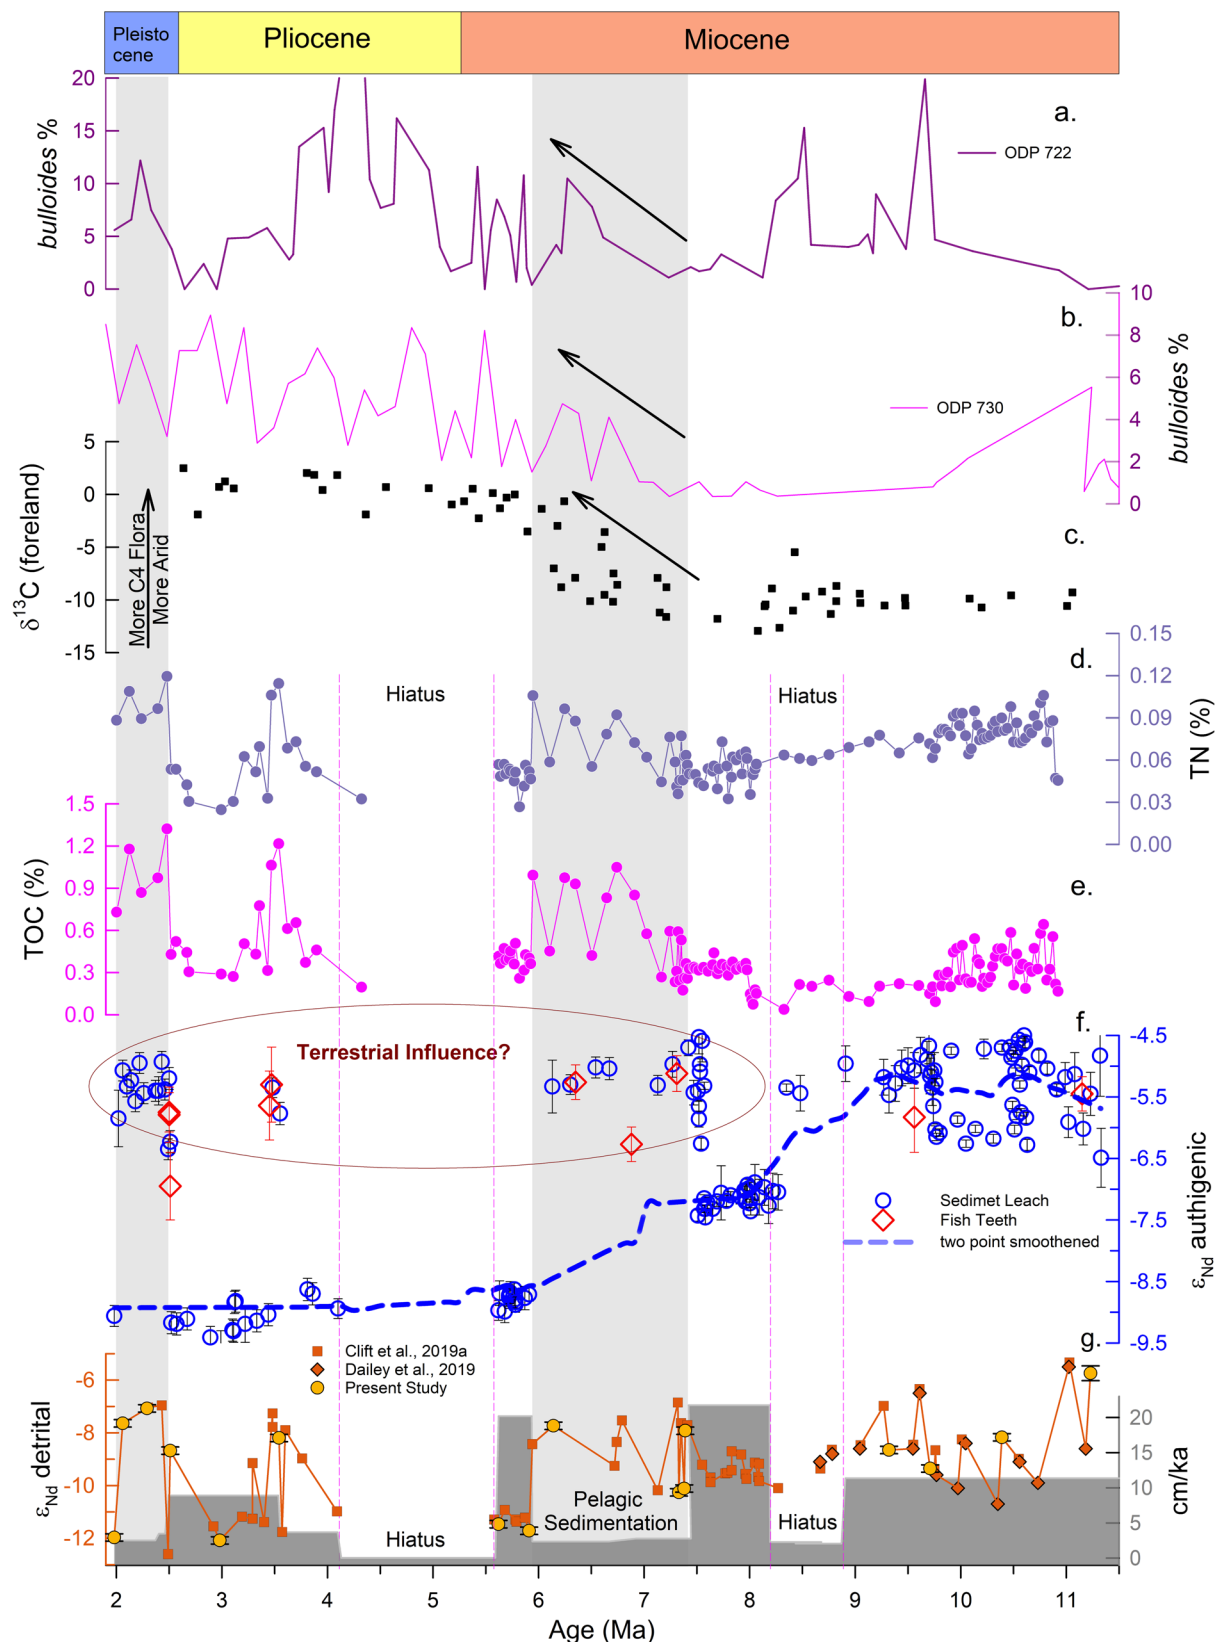 Pleisto
cene
Pliocene
Miocene
20
15
10
5
0
bulloides %
a.
ODP 722
10
8
6
4
2
0
bulloides %
b.
ODP 730
5
0
-5
-10
-15
δ13C (foreland)
More C4 Flora
More Arid
c.
0.15
0.12
0.09
0.06
0.03
0.00
TN (%)
d.
Hiatus
Hiatus
1.5
1.2
0.9
0.6
0.3
0.0
TOC (%)
e.
f.
Terrestrial Influence?
-4.5
-5.5
-6.5
-7.5
-8.5
-9.5
εNd authigenic
Sedimet Leach
Fish Teeth
two point smoothened
g.
Clift et al., 2019a
Dailey et al., 2019
Present Study
-6
-8
-10
-12
εNd detrital
20
15
10
5
0
cm/ka
Pelagic
Sedimentation
Hiatus
Hiatus
2 3 4 5 6 7 8 9 10 11
Age (Ma)